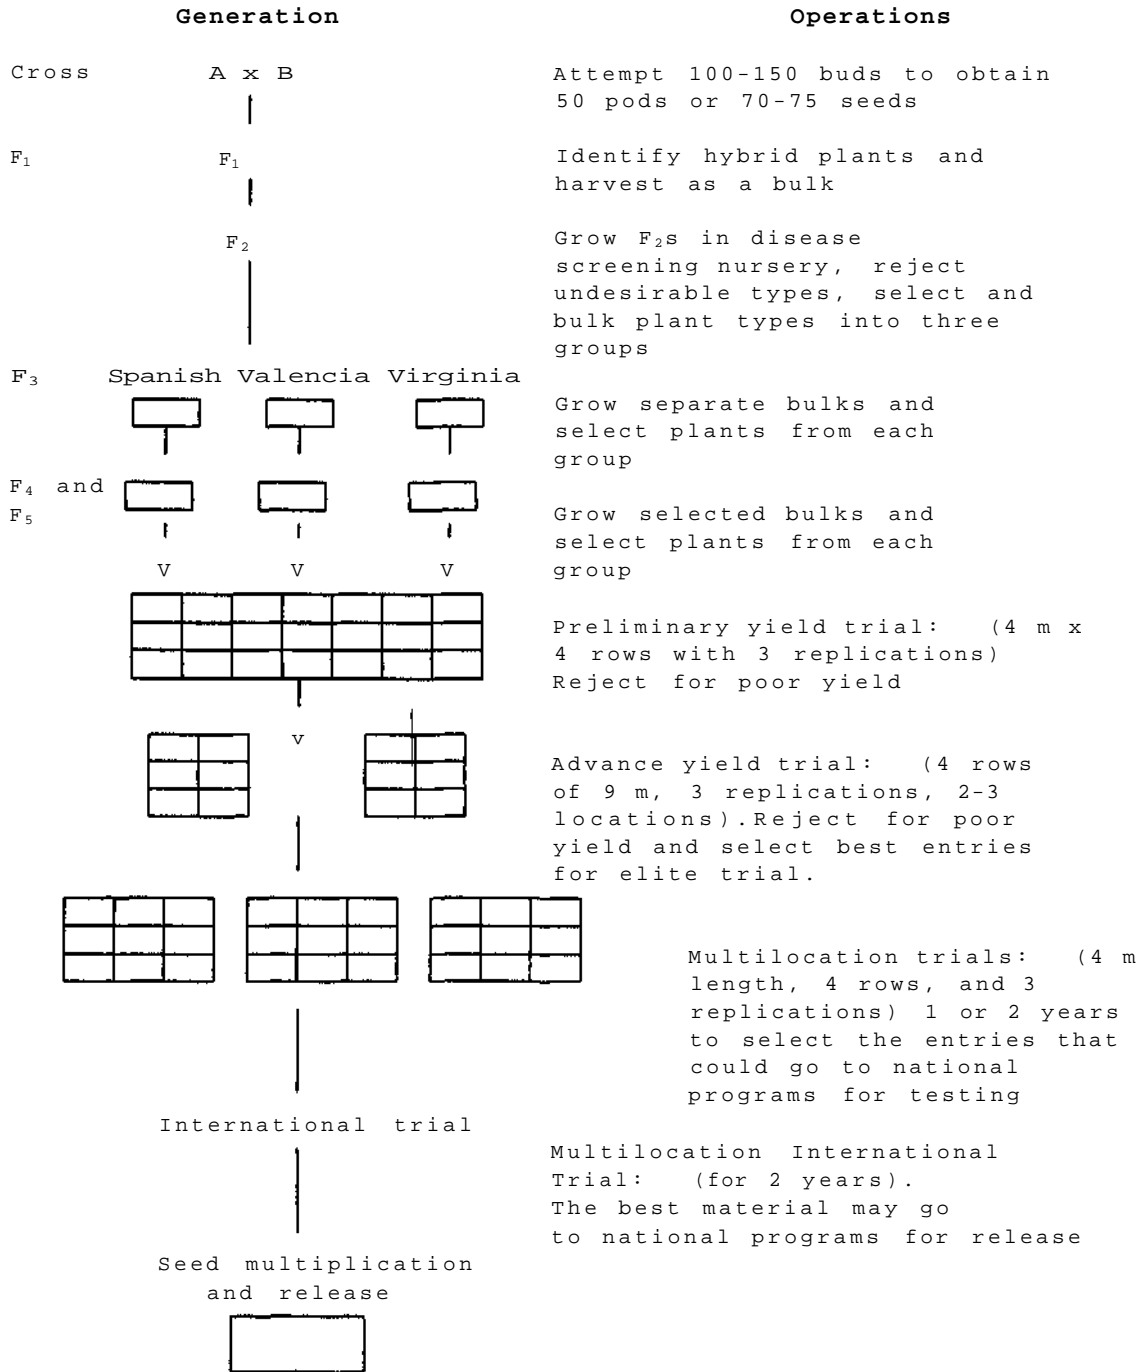 Generation Operations
Cross A x B Attempt 100-150 buds to obtain
50 pods or 70-75 seeds
F₁ F₁ Identify hybrid plants and
harvest as a bulk
F₂ Grow F₂s in disease
screening nursery, reject
undesirable types, select and
bulk plant types into three
groups
F₃ Spanish Valencia Virginia
Grow separate bulks and
select plants from each
group
F₄ and
F₅ Grow selected bulks and
select plants from each
group
V V V
Preliminary yield trial: (4 m x
4 rows with 3 replications)
Reject for poor yield
v
Advance yield trial: (4 rows
of 9 m, 3 replications, 2-3
locations).Reject for poor
yield and select best entries
for elite trial.
Multilocation trials: (4 m
length, 4 rows, and 3
replications) 1 or 2 years
to select the entries that
could go to national
programs for testing
International trial
Multilocation International
Trial: (for 2 years).
The best material may go
to national programs for release
Seed multiplication
and release